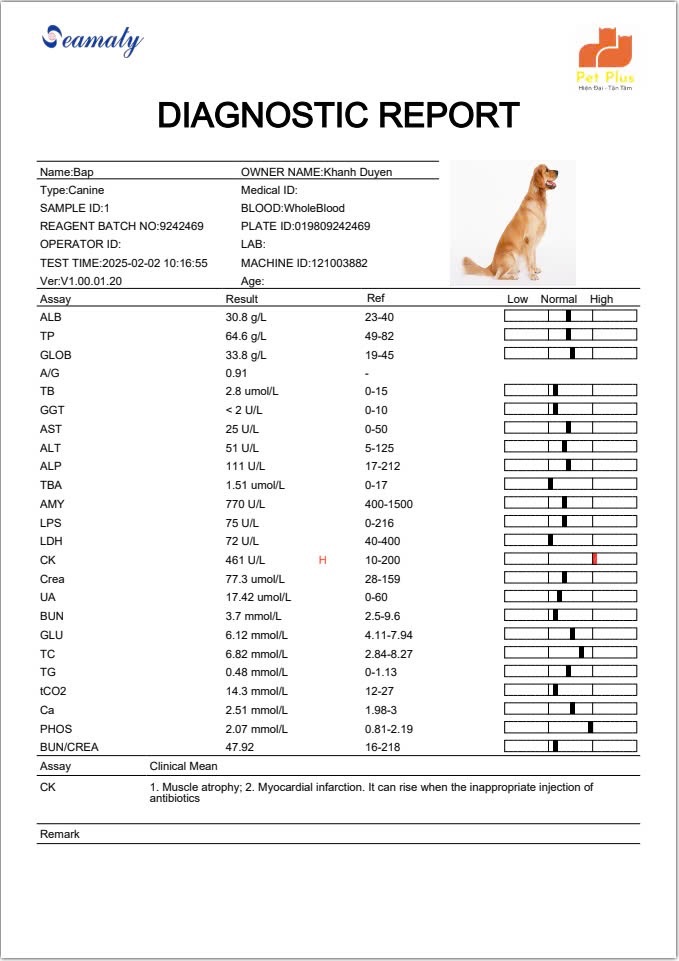 Seamaty
Pet Plus
Hiện Đại - Tận Tâm
DIAGNOSTIC REPORT
Name:Bap OWNER NAME:Khanh Duyen
Type:Canine Medical ID:
SAMPLE ID:1 BLOOD:WholeBlood
REAGENT BATCH NO:9242469 PLATE ID:019809242469
OPERATOR ID: LAB:
TEST TIME:2025-02-02 10:16:55 MACHINE ID:121003882
Ver:V1.00.01.20 Age:
Assay Result Ref Low Normal High
ALB 30.8 g/L 23-40
TP 64.6 g/L 49-82
GLOB 33.8 g/L 19-45
A/G 0.91 -
TB 2.8 umol/L 0-15
GGT < 2 U/L 0-10
AST 25 U/L 0-50
ALT 51 U/L 5-125
ALP 111 U/L 17-212
TBA 1.51 umol/L 0-17
AMY 770 U/L 400-1500
LPS 75 U/L 0-216
LDH 72 U/L 40-400
CK 461 U/L H 10-200
Crea 77.3 umol/L 28-159
UA 17.42 umol/L 0-60
BUN 3.7 mmol/L 2.5-9.6
GLU 6.12 mmol/L 4.11-7.94
TC 6.82 mmol/L 2.84-8.27
TG 0.48 mmol/L 0-1.13
tCO2 14.3 mmol/L 12-27
Ca 2.51 mmol/L 1.98-3
PHOS 2.07 mmol/L 0.81-2.19
BUN/CREA 47.92 16-218
Assay Clinical Mean
CK 1. Muscle atrophy; 2. Myocardial infarction. It can rise when the inappropriate injection of
antibiotics
Remark